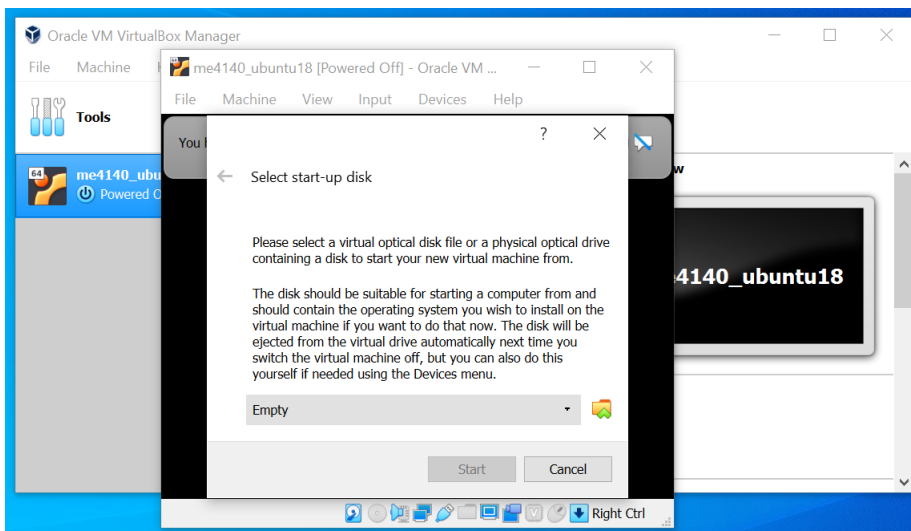 Oracle VM VirtualBox Manager
File Machine
me4140_ubuntu18 [Powered Off] - Oracle VM ...
File Machine View Input Devices Help
Tools
You
?
64
me4140_ubu
Powered
Select start-up disk
Please select a virtual optical disk file or a physical optical drive
containing a disk to start your new virtual machine from.
The disk should be suitable for starting a computer from and
should contain the operating system you wish to install on the
virtual machine if you want to do that now. The disk will be
ejected from the virtual drive automatically next time you
switch the virtual machine off, but you can also do this
yourself if needed using the Devices menu.
Empty
Start Cancel
w
4140_ubuntu18
Right Ctrl